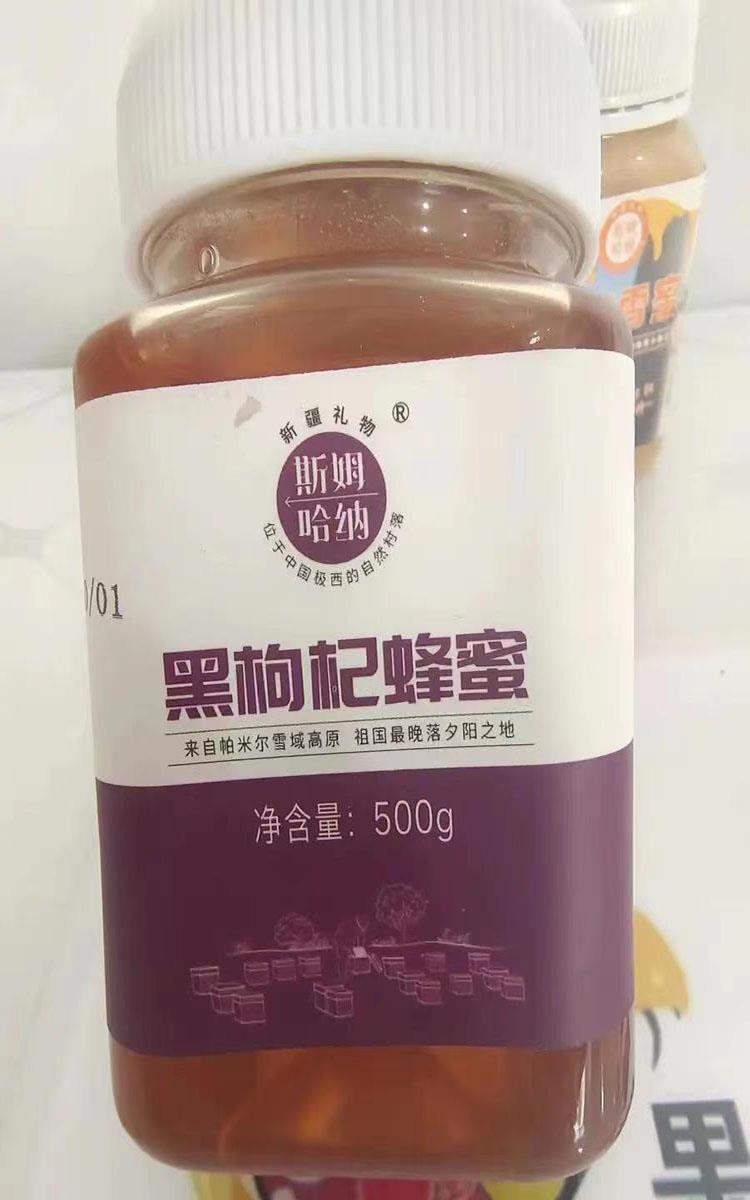 新疆礼物®
斯姆
哈纳
位于中国极西的自然村落
/01
黑枸杞蜂蜜
来自帕米尔雪域高原 祖国最晚落夕阳之地
净含量：500g
雪蜜